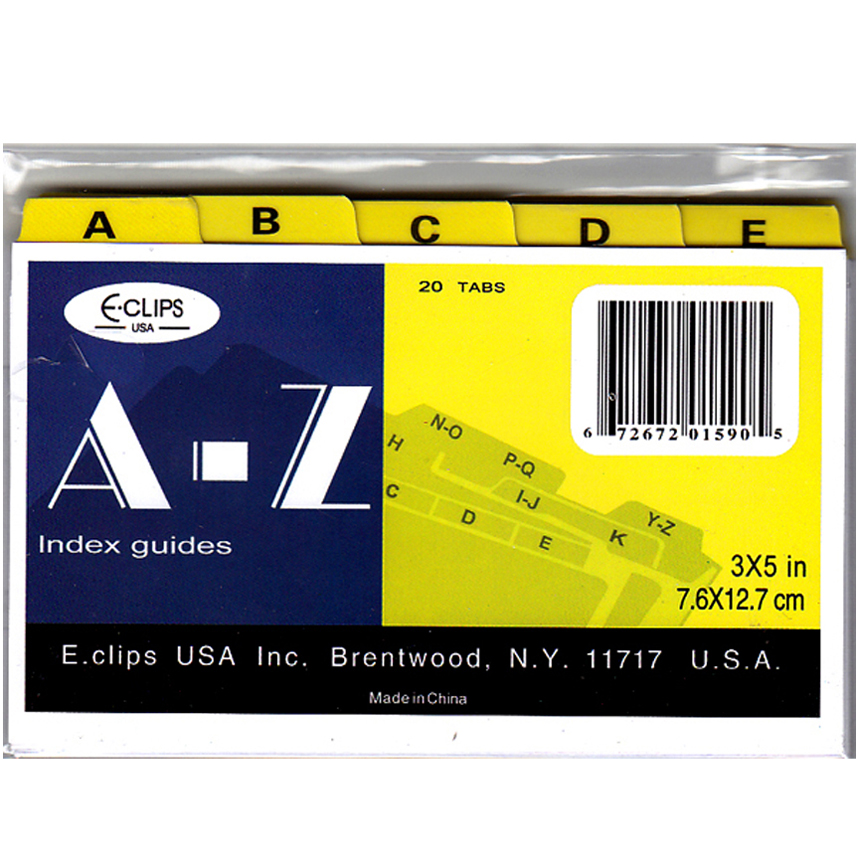 A B C D E
E·CLIPS
USA
20 TABS
A-Z
Index guides
N-O
H
P-Q
I-J
Y-Z
C
D
E
K
6 72672 01590 5
3X5 in
7.6X12.7 cm
E.clips USA Inc. Brentwood, N.Y. 11717 U.S.A.
Made in China